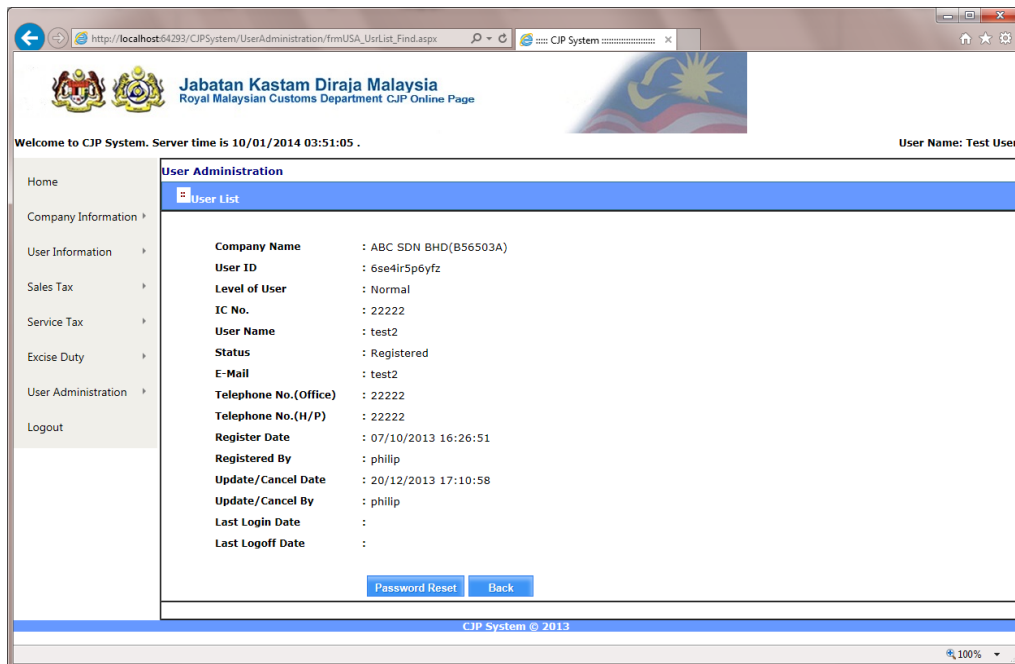 http://localhost:64293/CJPSystem/UserAdministration/frmUSA_UsrList_Find.aspx
::::: CJP System :::::::::::::::::::::
Jabatan Kastam Diraja Malaysia
Royal Malaysian Customs Department CJP Online Page
Welcome to CJP System. Server time is 10/01/2014 03:51:05 . User Name: Test User
Home
Company Information
User Information
Sales Tax
Service Tax
Excise Duty
User Administration
Logout
User Administration
User List
Company Name : ABC SDN BHD(B56503A)
User ID : 6se4ir5p6yfz
Level of User : Normal
IC No. : 22222
User Name : test2
Status : Registered
E-Mail : test2
Telephone No.(Office) : 22222
Telephone No.(H/P) : 22222
Register Date : 07/10/2013 16:26:51
Registered By : philip
Update/Cancel Date : 20/12/2013 17:10:58
Update/Cancel By : philip
Last Login Date :
Last Logoff Date :
Password Reset Back
CJP System © 2013
100%